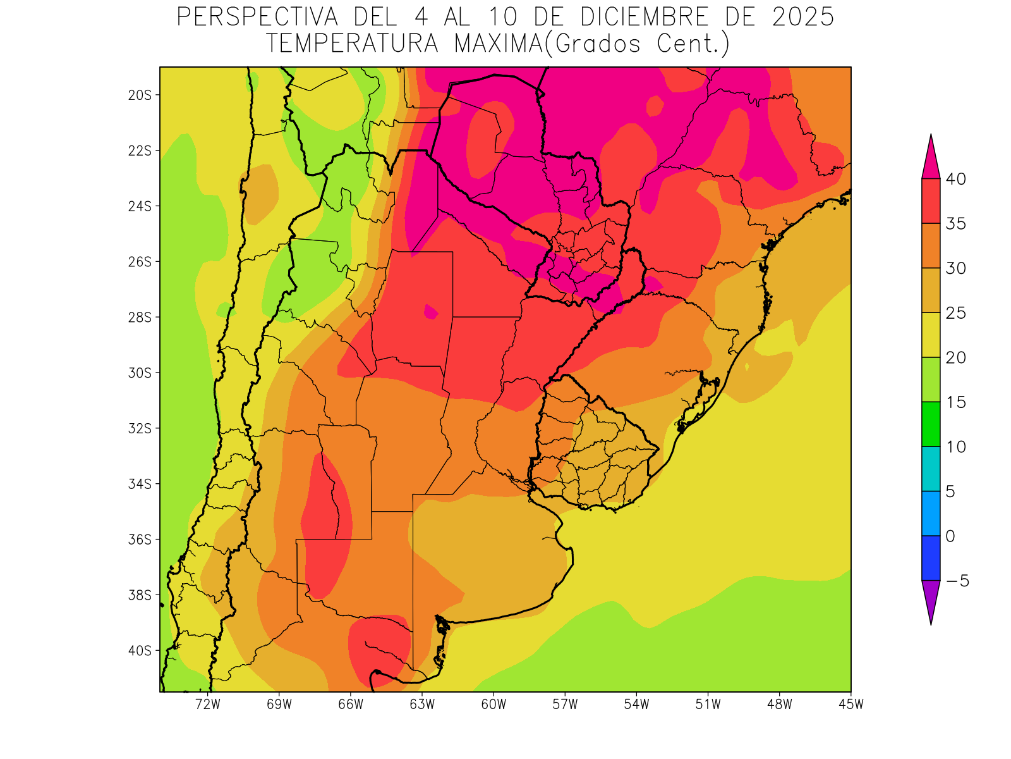 PERSPECTIVA DEL 4 AL 10 DE DICIEMBRE DE 2025
TEMPERATURA MAXIMA(Grados Cent.)
20S
22S
24S
26S
28S
30S
32S
34S
36S
38S
40S
72W 69W 66W 63W 60W 57W 54W 51W 48W 45W
40
35
30
25
20
15
10
5
0
−5